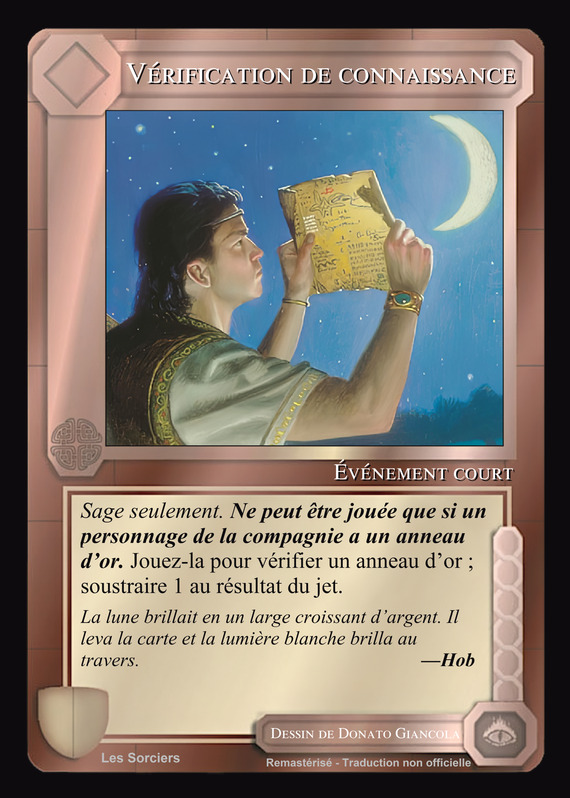 Vérification de connaissance
Événement court
Sage seulement. Ne peut être jouée que si un
personnage de la compagnie a un anneau
d’or. Jouez-la pour vérifier un anneau d’or ;
soustraire 1 au résultat du jet.
La lune brillait en un large croissant d’argent. Il
leva la carte et la lumière blanche brilla au
travers. —Hob
Dessin de Donato Giancola
Les Sorciers
Remastérisé - Traduction non officielle